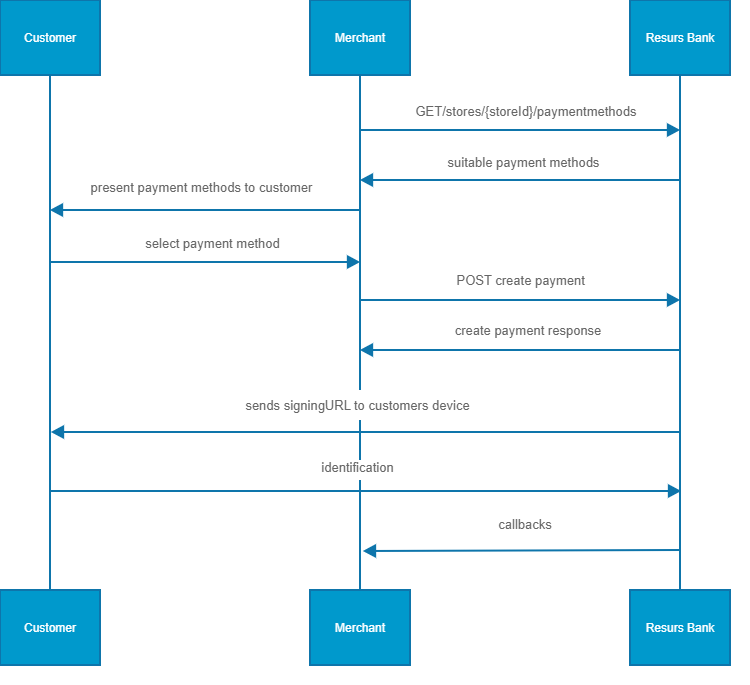 Customer
Merchant
Resurs Bank
GET/stores/{storeId}/paymentmethods
suitable payment methods
present payment methods to customer
select payment method
POST create payment
create payment response
sends signingURL to customers device
identification
callbacks
Customer
Merchant
Resurs Bank